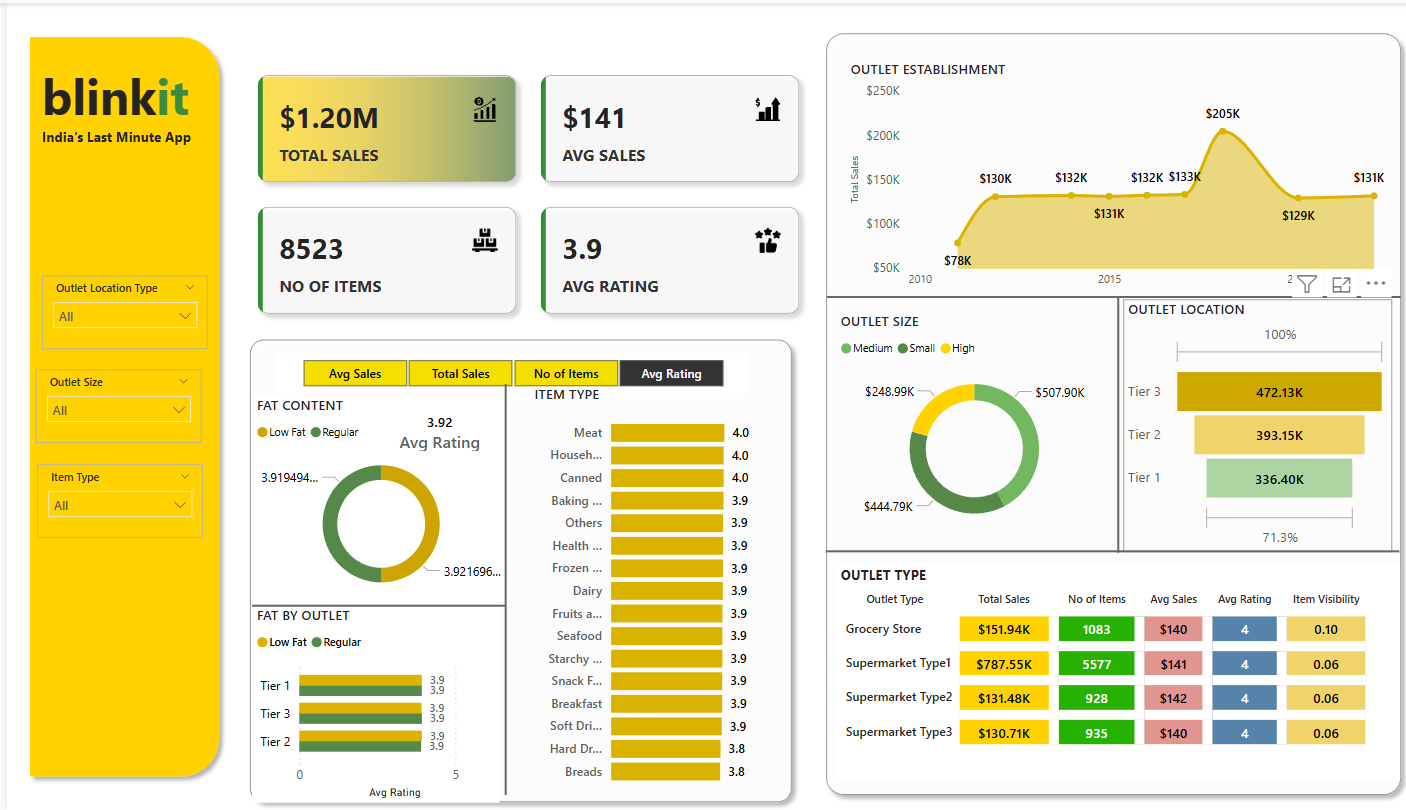 blinkit
India's Last Minute App
Outlet Location Type
All
Outlet Size
All
Item Type
All
$1.20M
TOTAL SALES
$141
AVG SALES
8523
NO OF ITEMS
3.9
AVG RATING
Avg Sales
Total Sales
No of Items
Avg Rating
FAT CONTENT
Low Fat Regular
3.92
Avg Rating
3.919494...
3.921696...
FAT BY OUTLET
Low Fat Regular
Tier 1 3.9
3.9
Tier 3 3.9
3.9
Tier 2 3.9
3.9
0 5
Avg Rating
ITEM TYPE
Meat 4.0
Househ... 4.0
Canned 4.0
Baking ... 3.9
Others 3.9
Health ... 3.9
Frozen ... 3.9
Dairy 3.9
Fruits a... 3.9
Seafood 3.9
Starchy ... 3.9
Snack F... 3.9
Breakfast 3.9
Soft Dri... 3.9
Hard Dr... 3.8
Breads 3.8
OUTLET ESTABLISHMENT
Total Sales
$250K
$200K
$150K
$100K
$50K
$78K
$130K
$132K
$131K
$132K
$133K
$205K
$129K
$131K
2010 2015 2
OUTLET SIZE
Medium Small High
$248.99K
$507.90K
$444.79K
OUTLET LOCATION
100%
Tier 3 472.13K
Tier 2 393.15K
Tier 1 336.40K
71.3%
OUTLET TYPE
Outlet Type Total Sales No of Items Avg Sales Avg Rating Item Visibility
Grocery Store $151.94K 1083 $140 4 0.10
Supermarket Type1 $787.55K 5577 $141 4 0.06
Supermarket Type2 $131.48K 928 $142 4 0.06
Supermarket Type3 $130.71K 935 $140 4 0.06